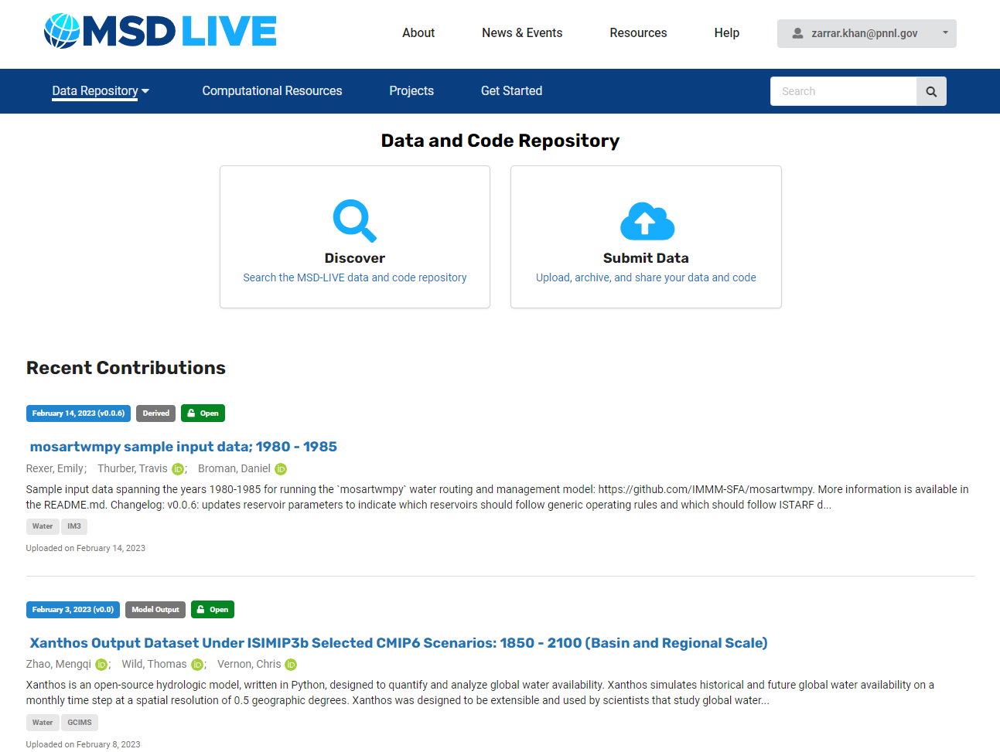 MSD LIVE
About
News & Events
Resources
Help
zarrar.khan@pnnl.gov
Data Repository
Computational Resources
Projects
Get Started
Search
Data and Code Repository
Discover
Search the MSD-LIVE data and code repository
Submit Data
Upload, archive, and share your data and code
Recent Contributions
February 14, 2023 (v0.0.6) Derived Open
mosartwmpy sample input data; 1980 - 1985
Rexer, Emily; Thurber, Travis iD; Broman, Daniel iD
Sample input data spanning the years 1980-1985 for running the `mosartwmpy` water routing and management model: https://github.com/IMMM-SFA/mosartwmpy. More information is available in
the README.md. Changelog: v0.0.6: updates reservoir parameters to indicate which reservoirs should follow generic operating rules and which should follow ISTARF d...
Water IM3
Uploaded on February 14, 2023
February 3, 2023 (v0.0) Model Output Open
Xanthos Output Dataset Under ISIMIP3b Selected CMIP6 Scenarios: 1850 - 2100 (Basin and Regional Scale)
Zhao, Mengqi iD; Wild, Thomas iD; Vernon, Chris iD
Xanthos is an open-source hydrologic model, written in Python, designed to quantify and analyze global water availability. Xanthos simulates historical and future global water availability on a
monthly time step at a spatial resolution of 0.5 geographic degrees. Xanthos was designed to be extensible and used by scientists that study global water...
Water GCIMS
Uploaded on February 8, 2023